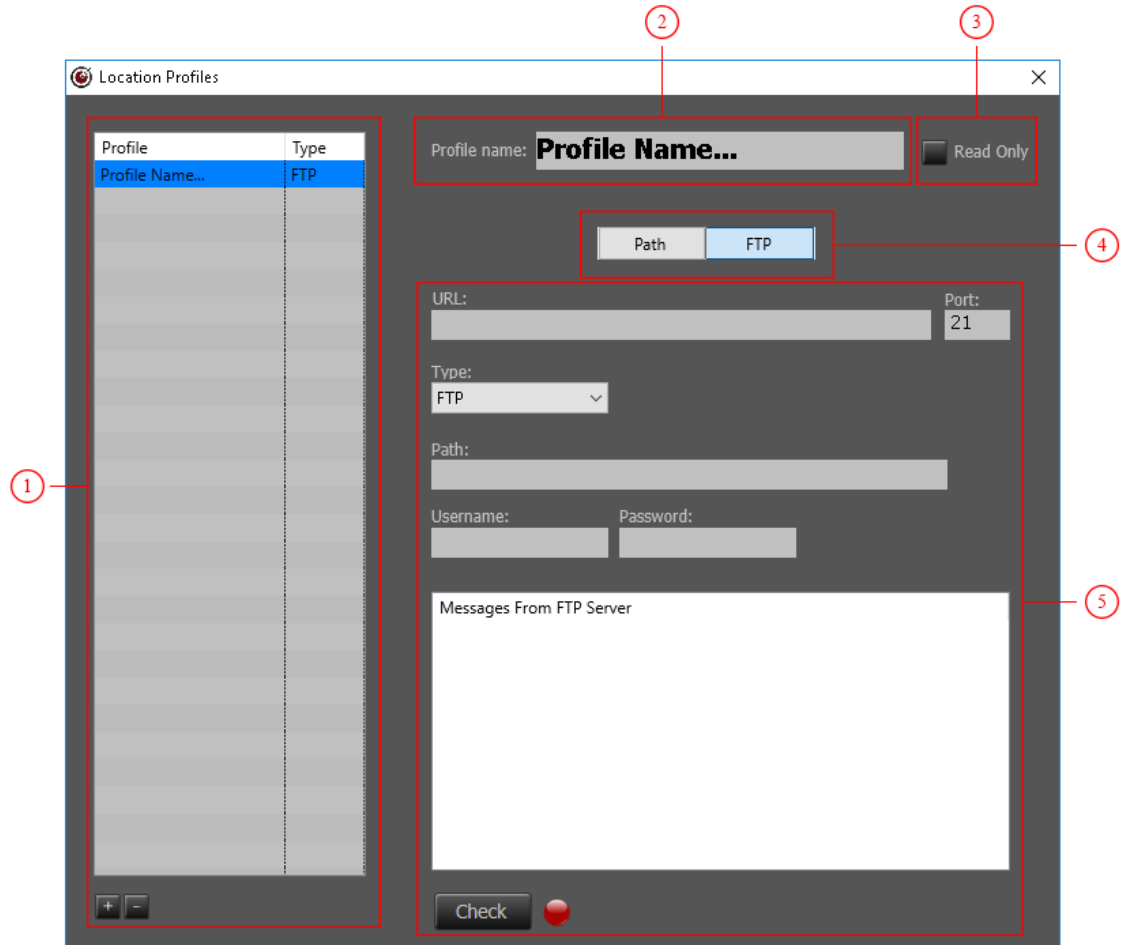 2
3
Location Profiles
Profile Type
Profile Name... FTP
Profile name: Profile Name...
Read Only
Path FTP
4
URL: Port:
21
Type:
FTP
Path:
1
Username: Password:
Messages From FTP Server
5
+ -
Check